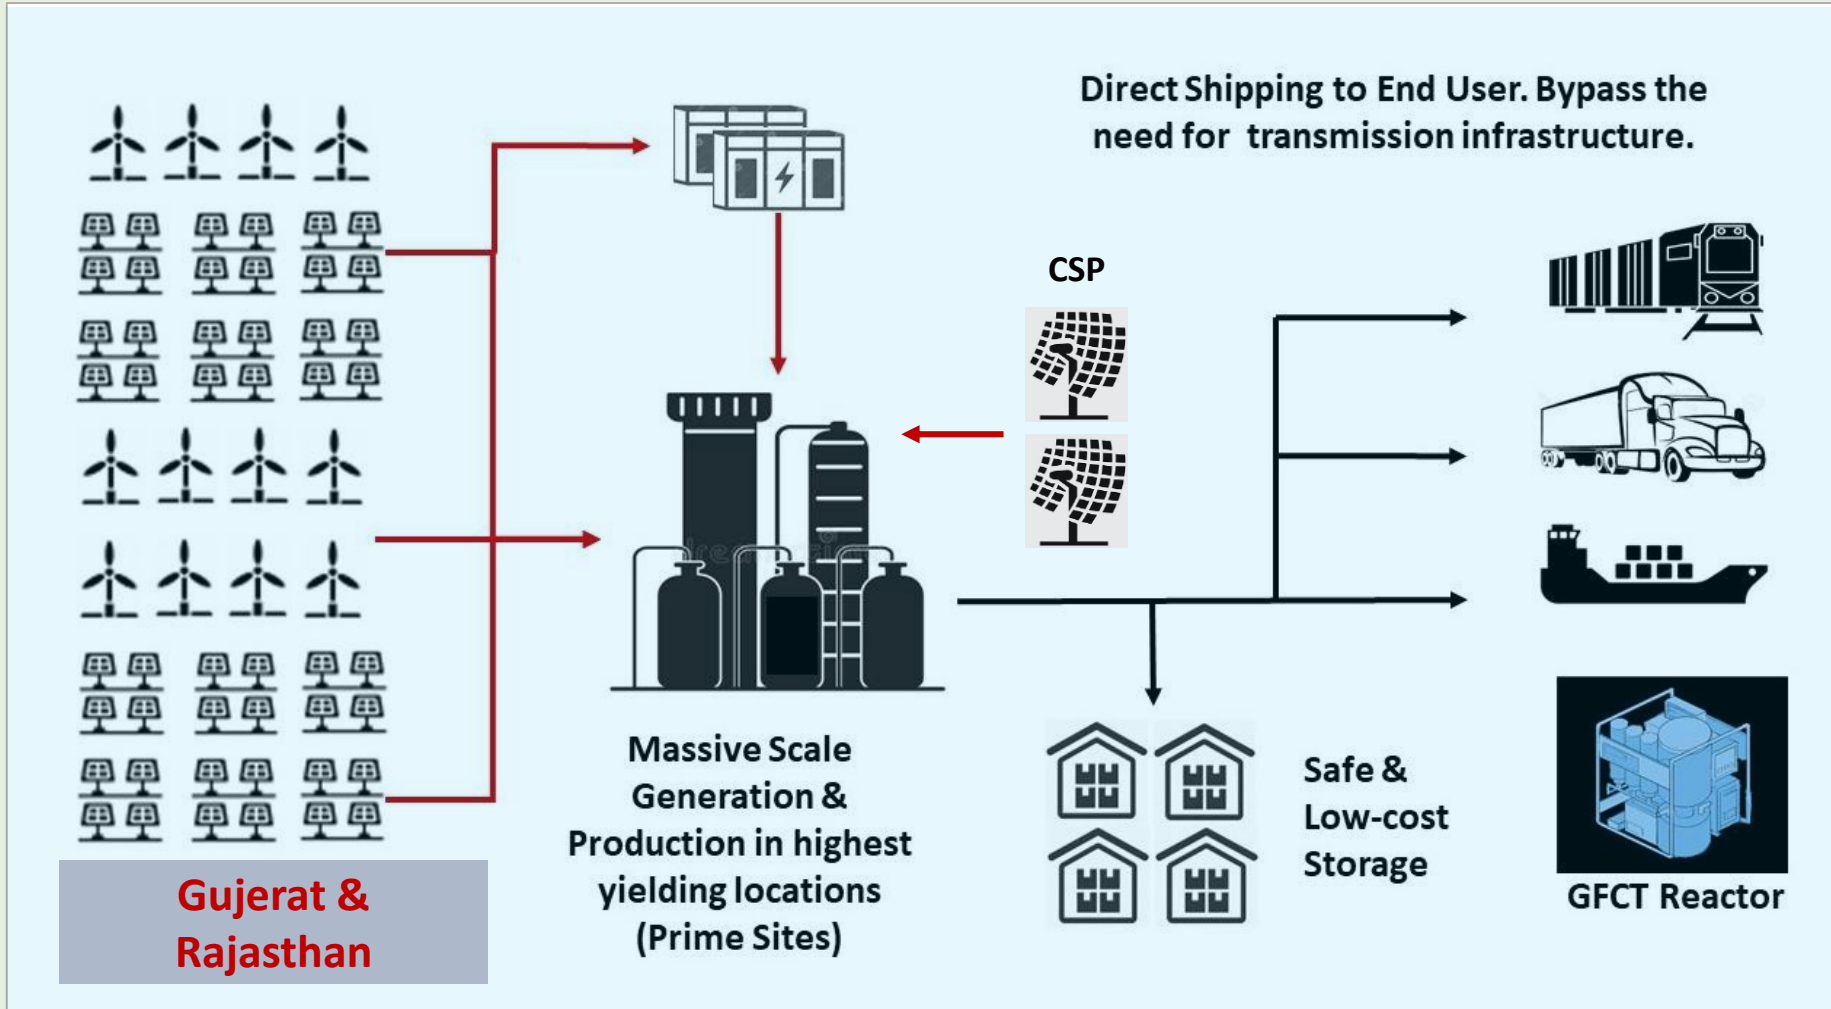 Direct Shipping to End User. Bypass the
need for transmission infrastructure.
CSP
Massive Scale
Generation &
Production in highest
yielding locations
(Prime Sites)
Safe &
Low-cost
Storage
GFCT Reactor
Gujerat &
Rajasthan